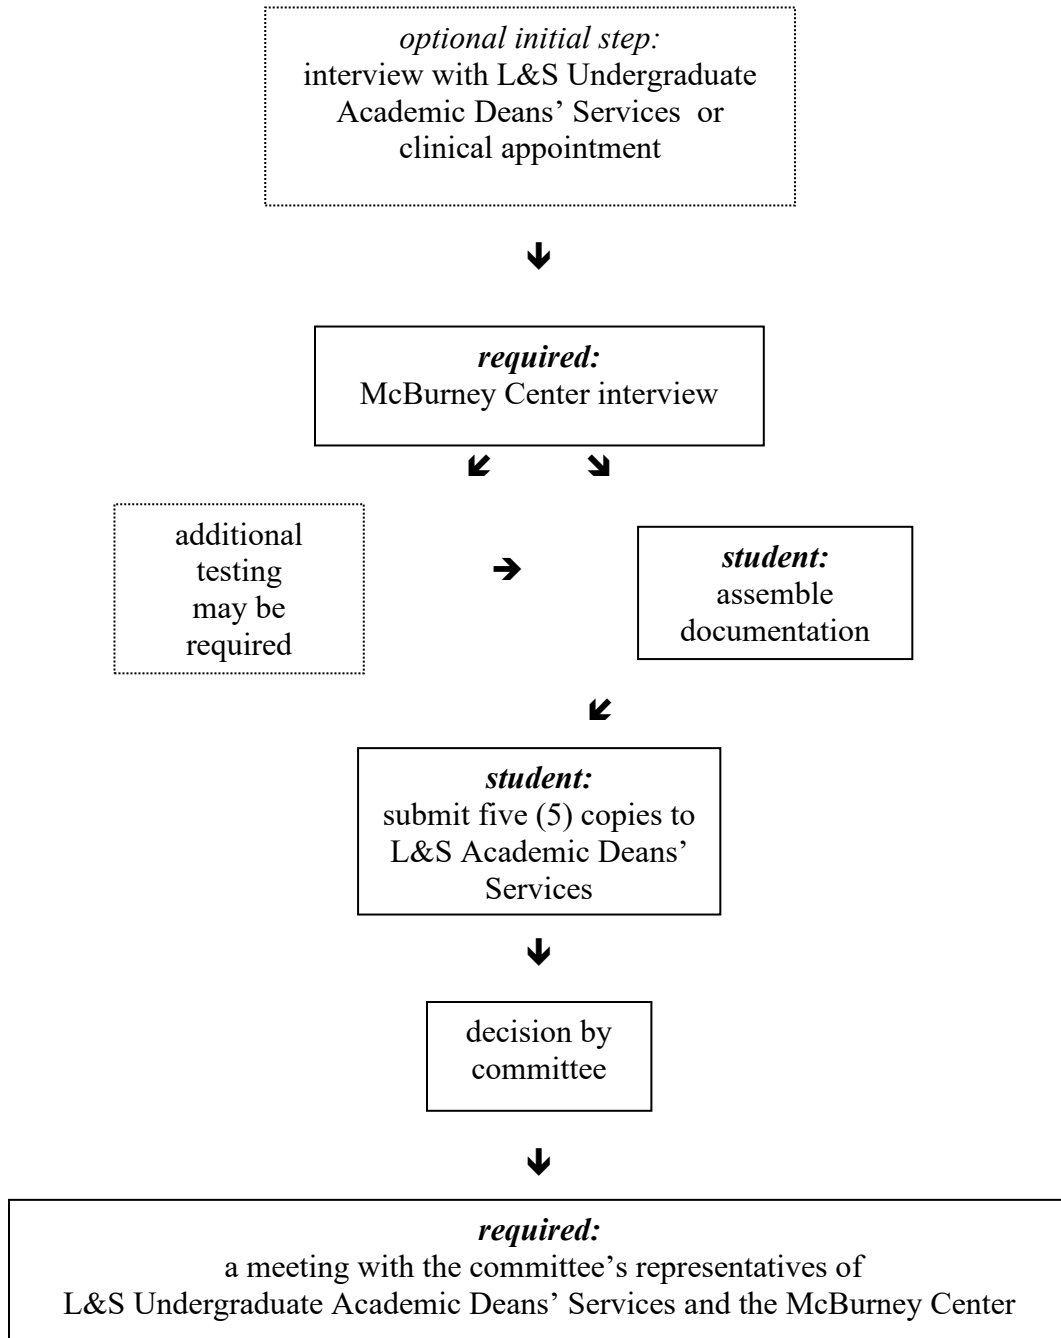 optional initial step:
interview with L&S Undergraduate
Academic Deans’ Services or
clinical appointment
required:
McBurney Center interview
additional
testing
may be
required
student:
assemble
documentation
student:
submit five (5) copies to
L&S Academic Deans’
Services
decision by
committee
required:
a meeting with the committee’s representatives of
L&S Undergraduate Academic Deans’ Services and the McBurney Center